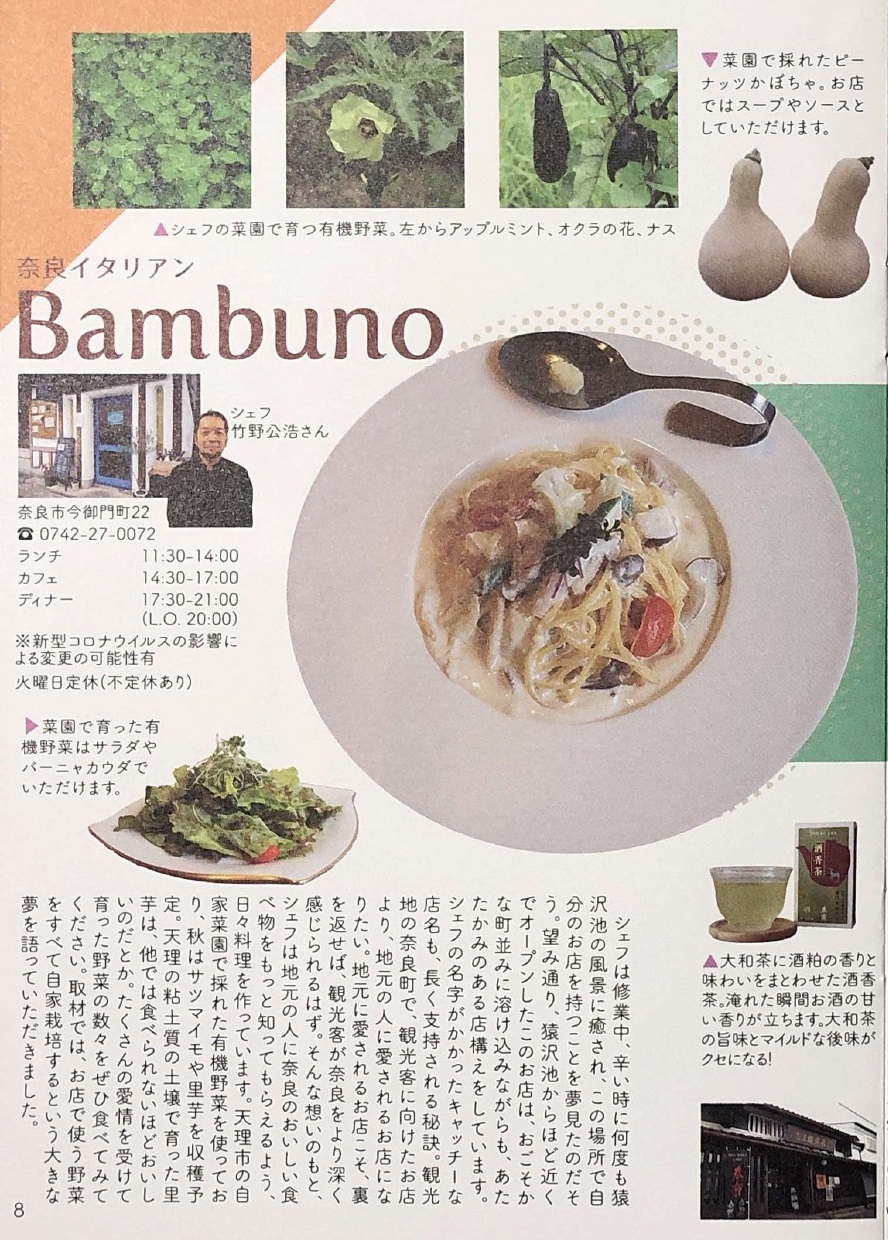 ▼菜園で採れたピー
ナッツかぼちゃ。お店
ではスープやソースと
していただけます。
▲シェフの菜園で育つ有機野菜。左からアップルミント、オクラの花、ナス
奈良イタリアン
Bambuno
シェフ
竹野公浩さん
奈良市今御門町22
☎ 0742-27-0072
ランチ 11:30-14:00
カフェ 14:30-17:00
ディナー 17:30-21:00
(L.O. 20:00)
※新型コロナウイルスの影響に
よる変更の可能性有
火曜日定休(不定休あり)
▶菜園で育った有
機野菜はサラダや
バーニャカウダで
いただけます。
シェフは修業中、辛い時に何度も猿
沢池の風景に癒され、この場所で自
分のお店を持つことを夢見たのだそ
う。望み通り、猿沢池からほど近く
でオープンしたこのお店は、おごそか
な町並みに溶け込みながらも、あた
たかみのある店構えをしています。
シェフの名字がかかったキャッチーな
店名も、長く支持される秘訣。観光
地の奈良町で、観光客に向けたお店
より、地元の人に愛されるお店にな
りたい。地元に愛されるお店こそ、裏
を返せば、観光客が奈良をより深く
感じられるはず。そんな想いのもと、
シェフは地元の人に奈良のおいしい食
べ物をもっと知ってもらえるよう、
日々料理を作っています。天理市の自
家菜園で採れた有機野菜を使ってお
り、秋はサツマイモや里芋を収穫予
定。天理の粘土質の土壌で育った里
芋は、他では食べられないほどおいし
いのだとか。たくさんの愛情を受けて
育った野菜の数々をぜひ食べてみて
ください。取材では、お店で使う野菜
をすべて自家栽培するという大きな
夢を語っていただきました。
酒香茶
▲大和茶に酒粕の香りと
味わいをまとわせた酒香
茶。淹れた瞬間お酒の甘
い香りが立ちます。大和茶
の旨味とマイルドな後味が
クセになる!
8